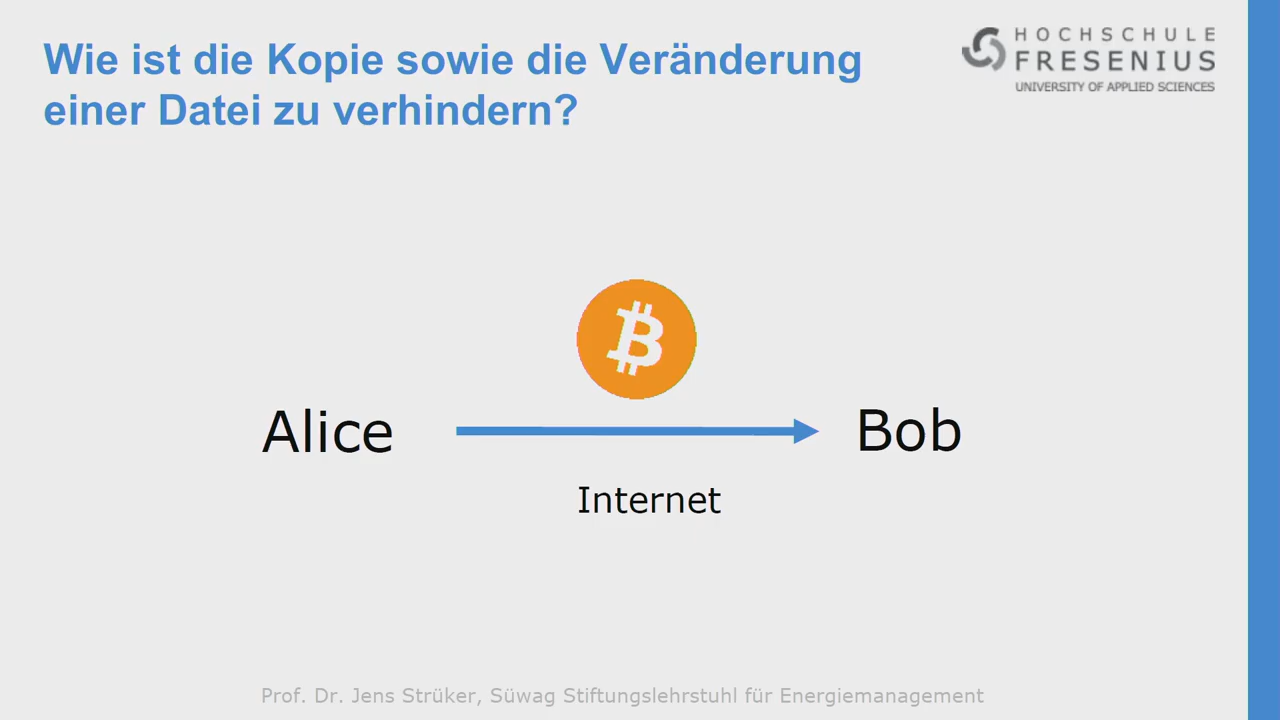 Wie ist die Kopie sowie die Veränderung
einer Datei zu verhindern?
HOCHSCHULE
FRESENIUS
UNIVERSITY OF APPLIED SCIENCES
Alice
Bob
Internet
Prof. Dr. Jens Strüker, Süwag Stiftungslehrstuhl für Energiemanagement